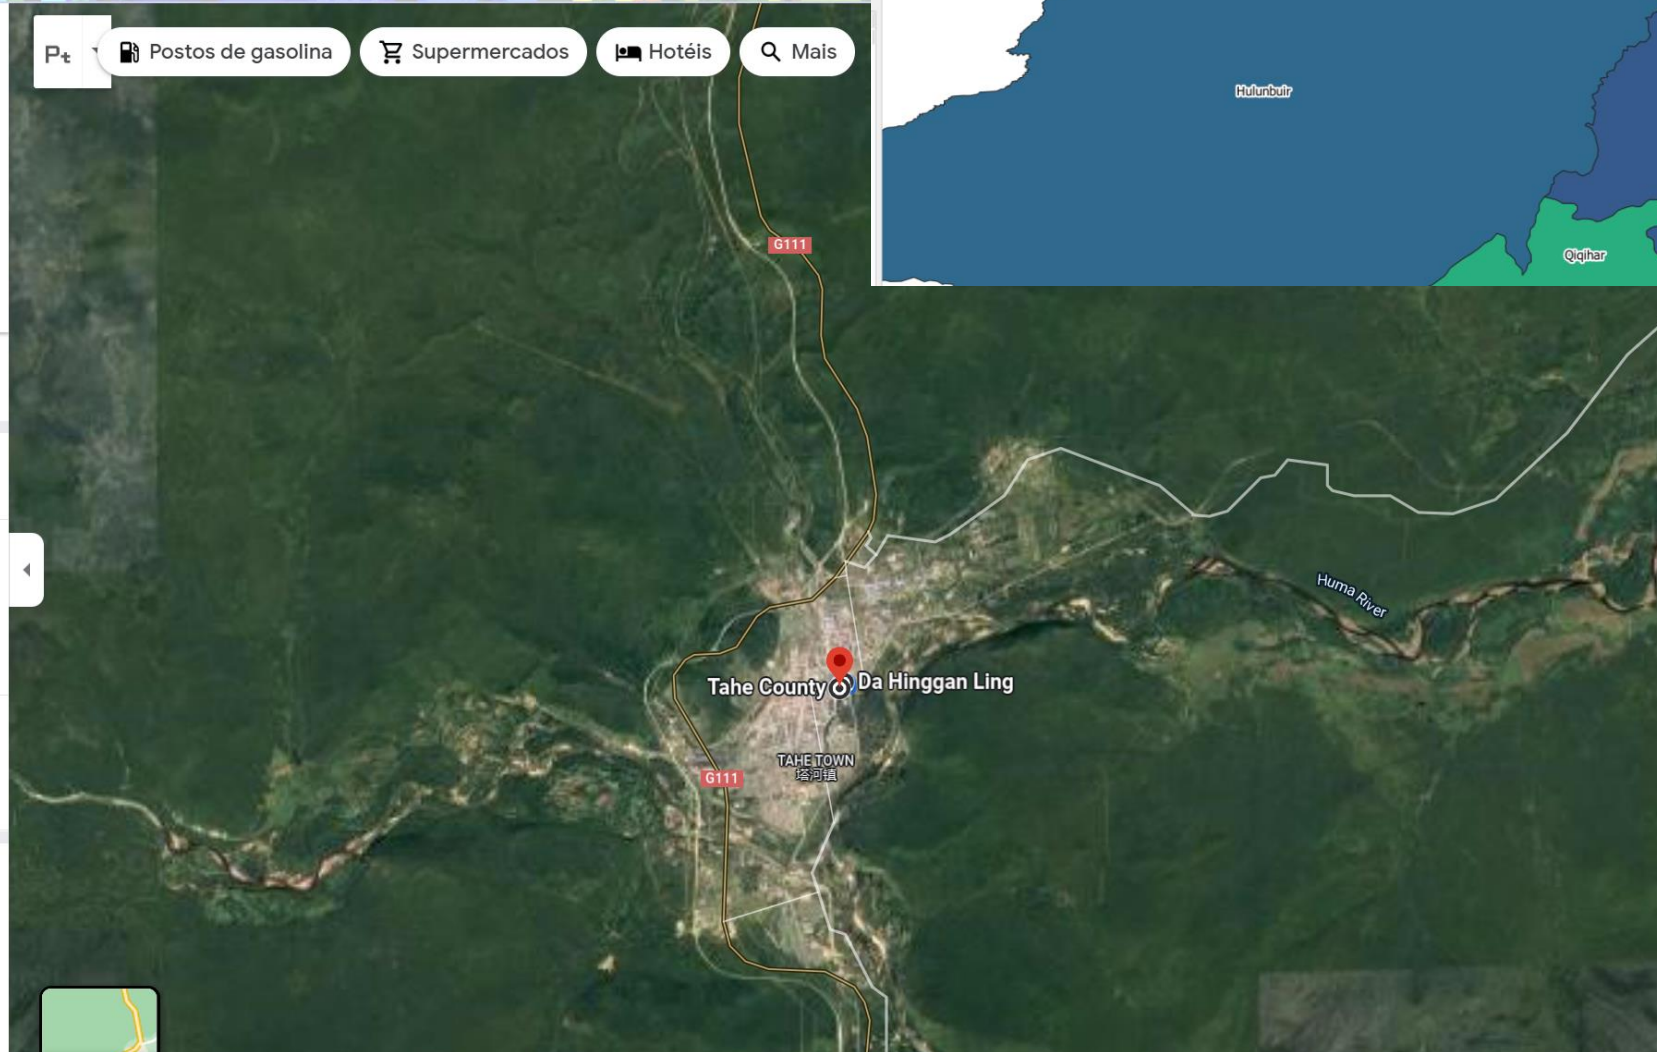 Pt
Postos de gasolina
Supermercados
Hotéis
Mais
Hulunbuir
Qiqihar
G111
Huma River
Tahe County
Da Hinggan Ling
TAHE TOWN
塔河镇
G111